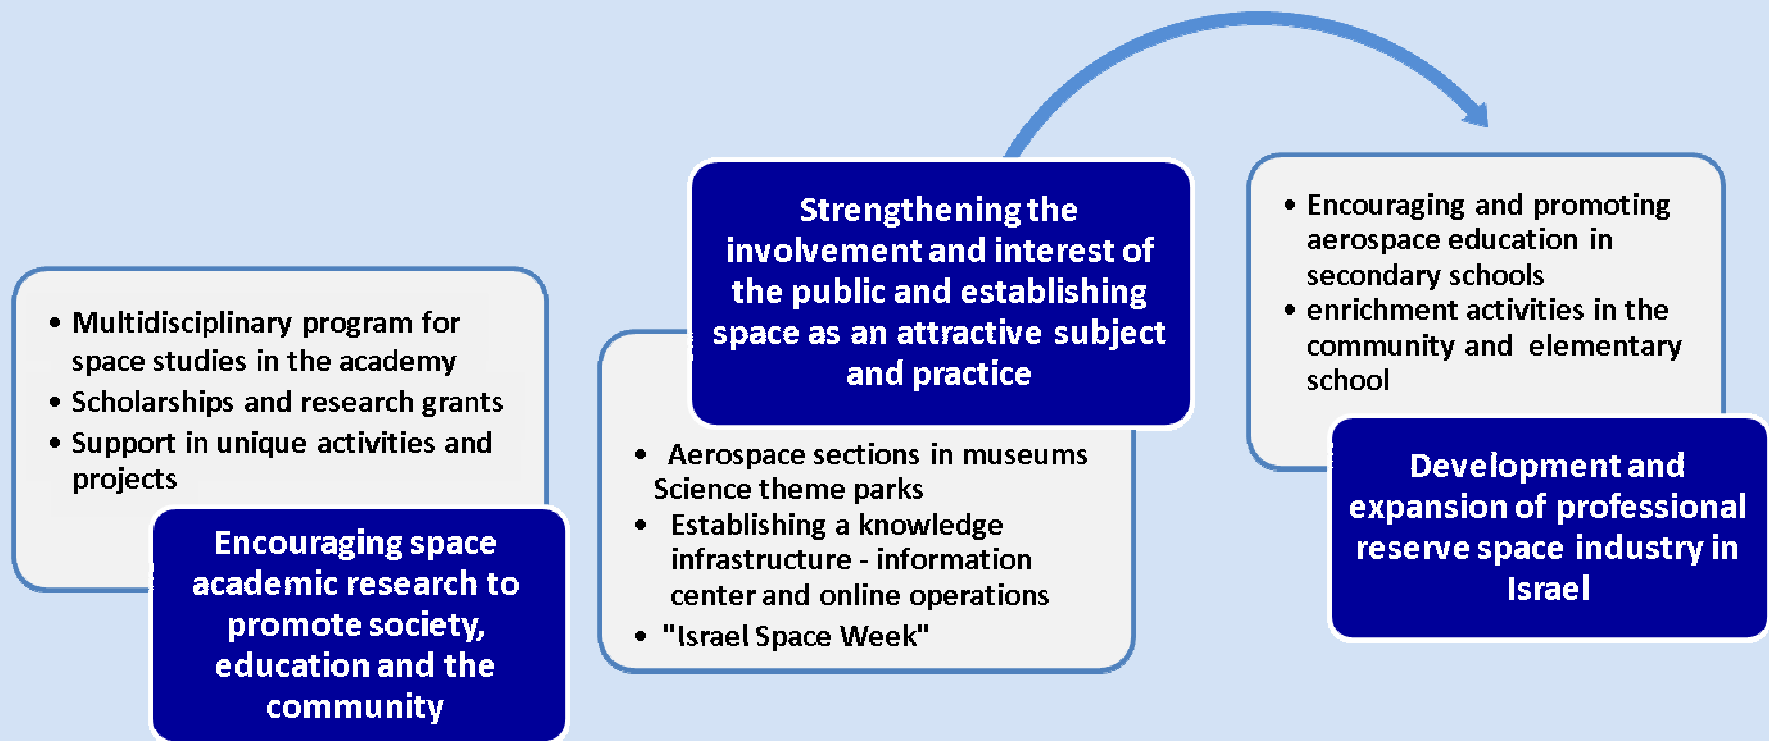 • Multidisciplinary program for
space studies in the academy
• Scholarships and research grants
• Support in unique activities and
projects
Encouraging space
academic research to
promote society,
education and the
community
Strengthening the
involvement and interest of
the public and establishing
space as an attractive subject
and practice
• Aerospace sections in museums
Science theme parks
• Establishing a knowledge
infrastructure - information
center and online operations
• "Israel Space Week"
• Encouraging and promoting
aerospace education in
secondary schools
• enrichment activities in the
community and elementary
school
Development and
expansion of professional
reserve space industry in
Israel